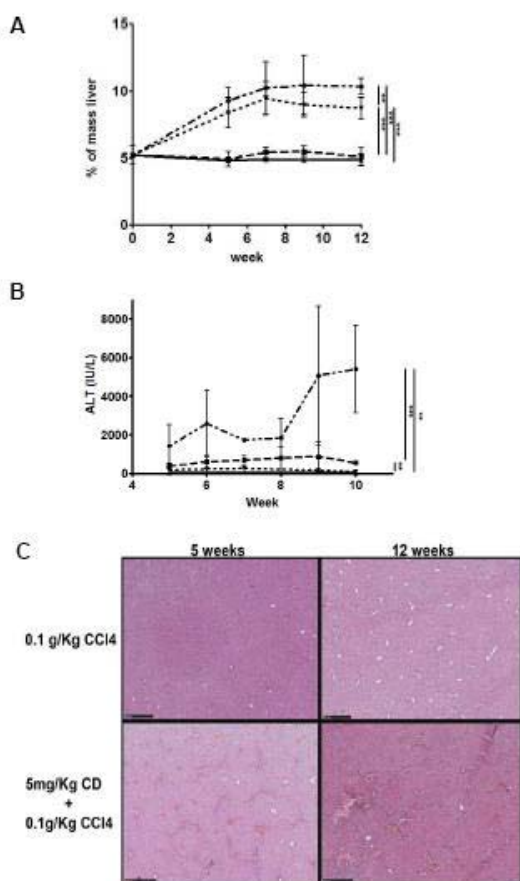 A
% of mass liver
15
10
5
0
0 2 4 6 8 10 12
week
**
***
***
***
B
ALT (IU/L)
8000
6000
4000
2000
0
4 6 8 10
Week
***
**
C
5 weeks 12 weeks
0.1 g/Kg CCl4
5mg/Kg CD
+
0.1g/Kg CCl4